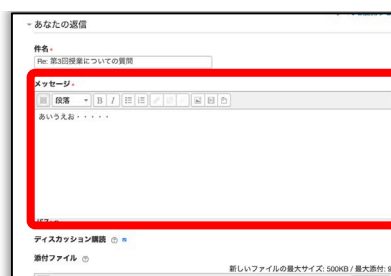 あなたの返信
件名
Re: 第3回授業についての質問
メッセージ
段落 B I
あいうえお・・・・・
ディスカッション購読
添付ファイル
新しいファイルの最大サイズ: 500KB / 最大添付: